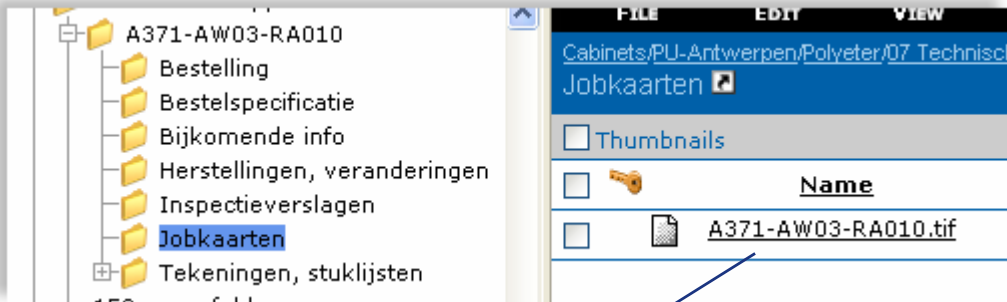 A371-AW03-RA010
Bestelling
Bestelspecificatie
Bijkomende info
Herstellingen, veranderingen
Inspectieverslagen
Jobkaarten
Tekeningen, stuklijsten
FILE EDIT VIEW
Cabinets/PU-Antwerpen/Polyeter/07 Technisch
Jobkaarten
Thumbnails
Name
A371-AW03-RA010.tif